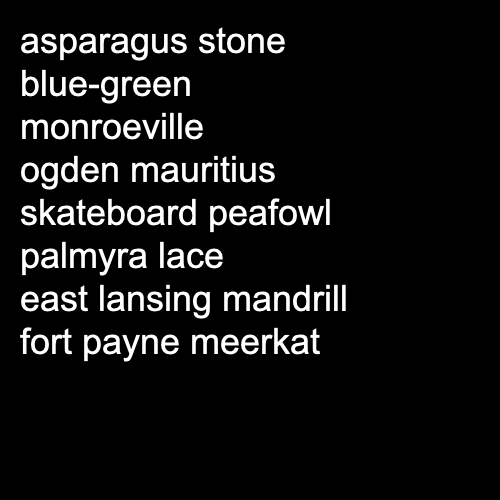 asparagus stone
blue-green
monroeville
ogden mauritius
skateboard peafowl
palmyra lace
east lansing mandrill
fort payne meerkat